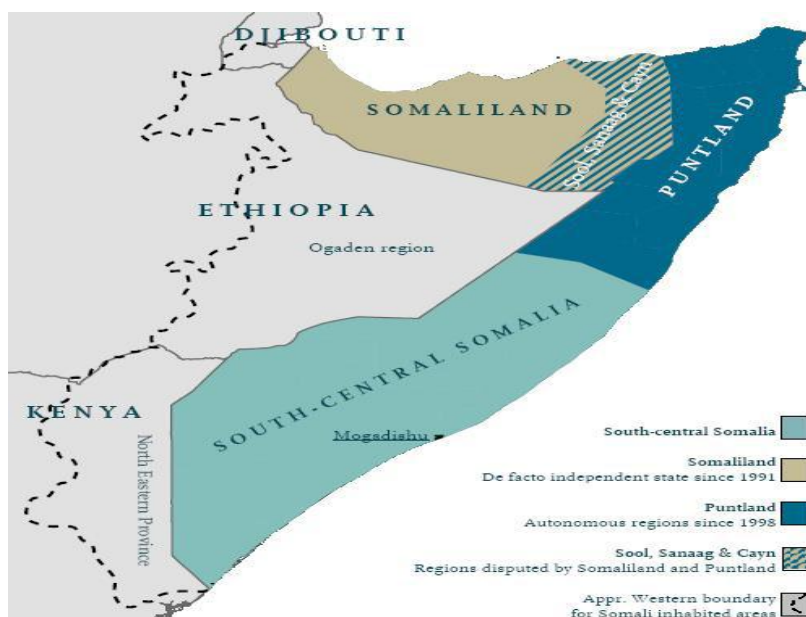 DJIBOUTI
SOMALILAND
Sool, Sanaag & Cayn
PUNTLAND
ETHIOPIA
Ogaden region
SOUTH-CENTRAL SOMALIA
KENYA
Mogadishu
North Eastern Province
South-central Somalia
Somaliland
De facto independent state since 1991
Puntland
Autonomous regions since 1998
Sool, Sanaag & Cayn
Regions disputed by Somaliland and Puntland
Appr. Western boundary
for Somali inhabited areas